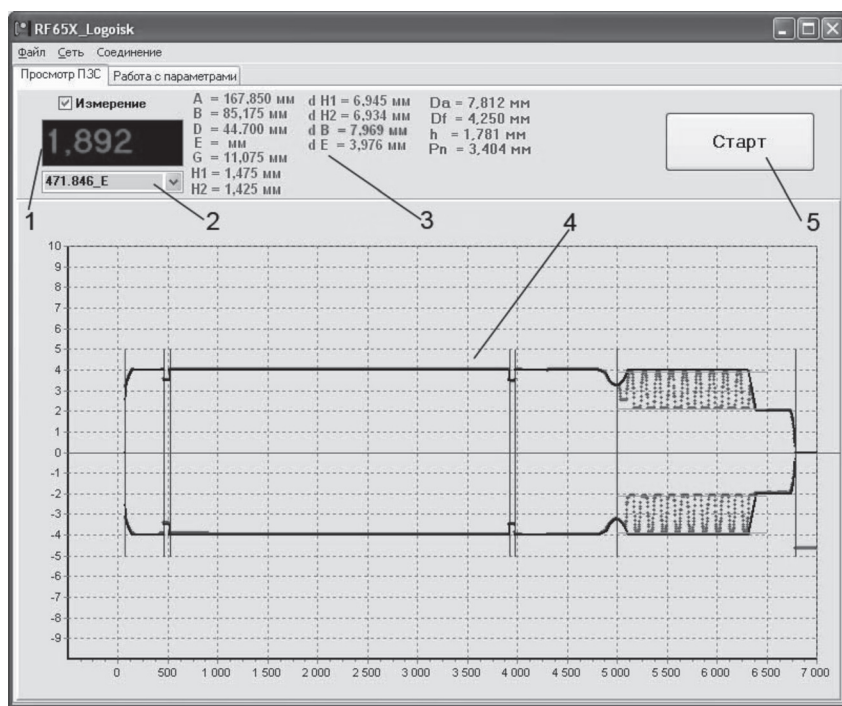 RF65X_Logoisk
Файл Сеть Соединение
Просмотр ПЗС Работа с параметрами
Измерение
1,892
471.846_E
A = 167,850 мм
B = 85,175 мм
D = 44.700 мм
E = мм
G = 11,075 мм
H1 = 1,475 мм
H2 = 1,425 мм
d H1 = 6,945 мм
d H2 = 6,934 мм
d B = 7,969 мм
d E = 3,976 мм
Da = 7,812 мм
Df = 4,250 мм
h = 1,781 мм
Pn = 3,404 мм
Старт
1
2
3
4
5
10
9
8
7
6
5
4
3
2
1
0
-1
-2
-3
-4
-5
-6
-7
-8
-9
0 500 1 000 1 500 2 000 2 500 3 000 3 500 4 000 4 500 5 000 5 500 6 000 6 500 7 000